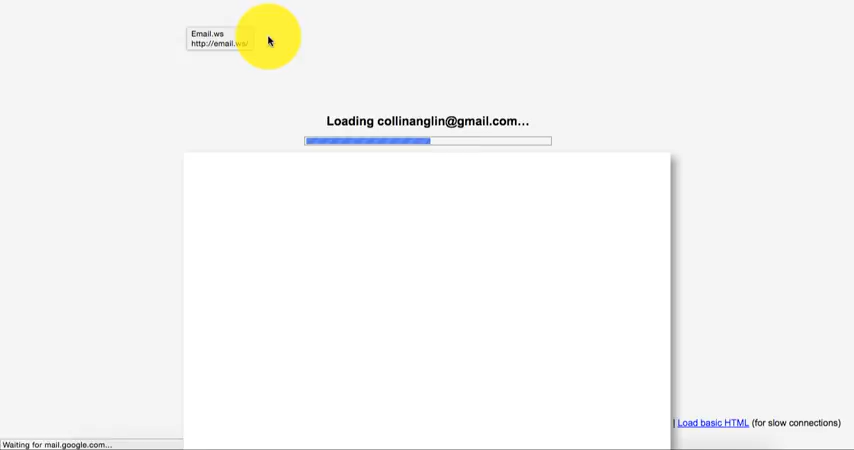 Email.ws
http://email.ws/
Loading collinanglin@gmail.com…
| Load basic HTML (for slow connections)
Waiting for mail.google.com...